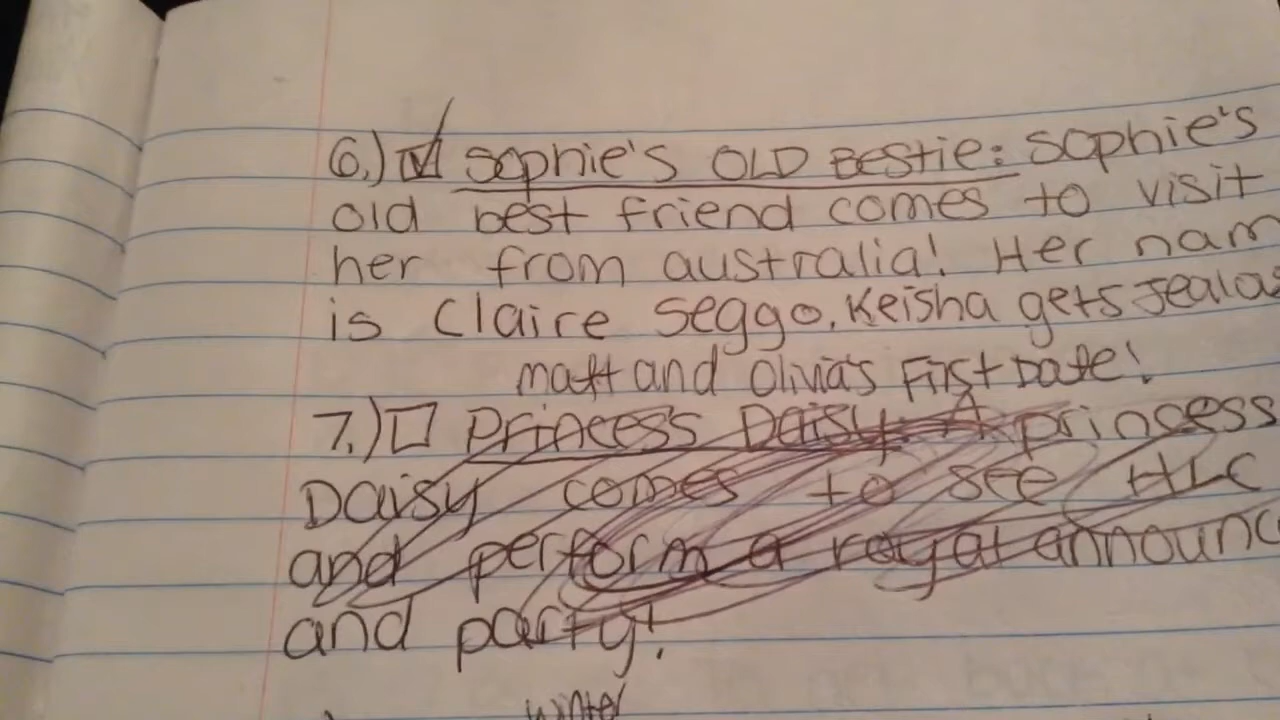 6.) Sophie's OLD Bestie: Sophie's
old best friend comes to visit
her from australia! Her nam
is Claire Seggo. Keisha gets Jealou
matt and Olivia's First Date!
7.) Princess Daisy: A princess
Daisy comes to see HLC
and perform a royal announc
and party!
Winter